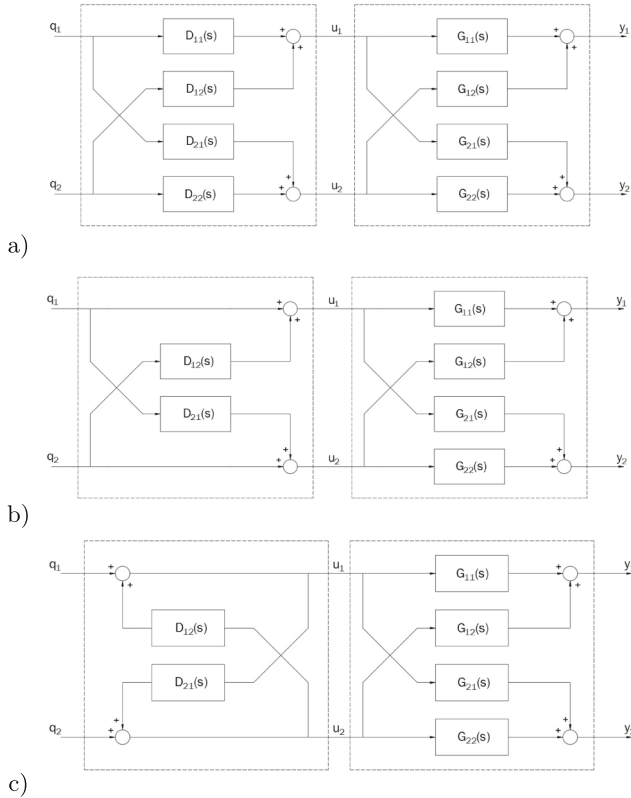 q₁ D₁₁(s) + + u₁ G₁₁(s) + + y₁
D₁₂(s) G₁₂(s)
D₂₁(s) G₂₁(s)
q₂ D₂₂(s) + + u₂ G₂₂(s) + + y₂
a)
q₁ + + u₁ G₁₁(s) + + y₁
D₁₂(s) G₁₂(s)
D₂₁(s) G₂₁(s)
q₂ + + u₂ G₂₂(s) + + y₂
b)
q₁ + + u₁ G₁₁(s) + + y
D₁₂(s) G₁₂(s)
D₂₁(s) G₂₁(s)
q₂ + + u₂ G₂₂(s) + + y
c)